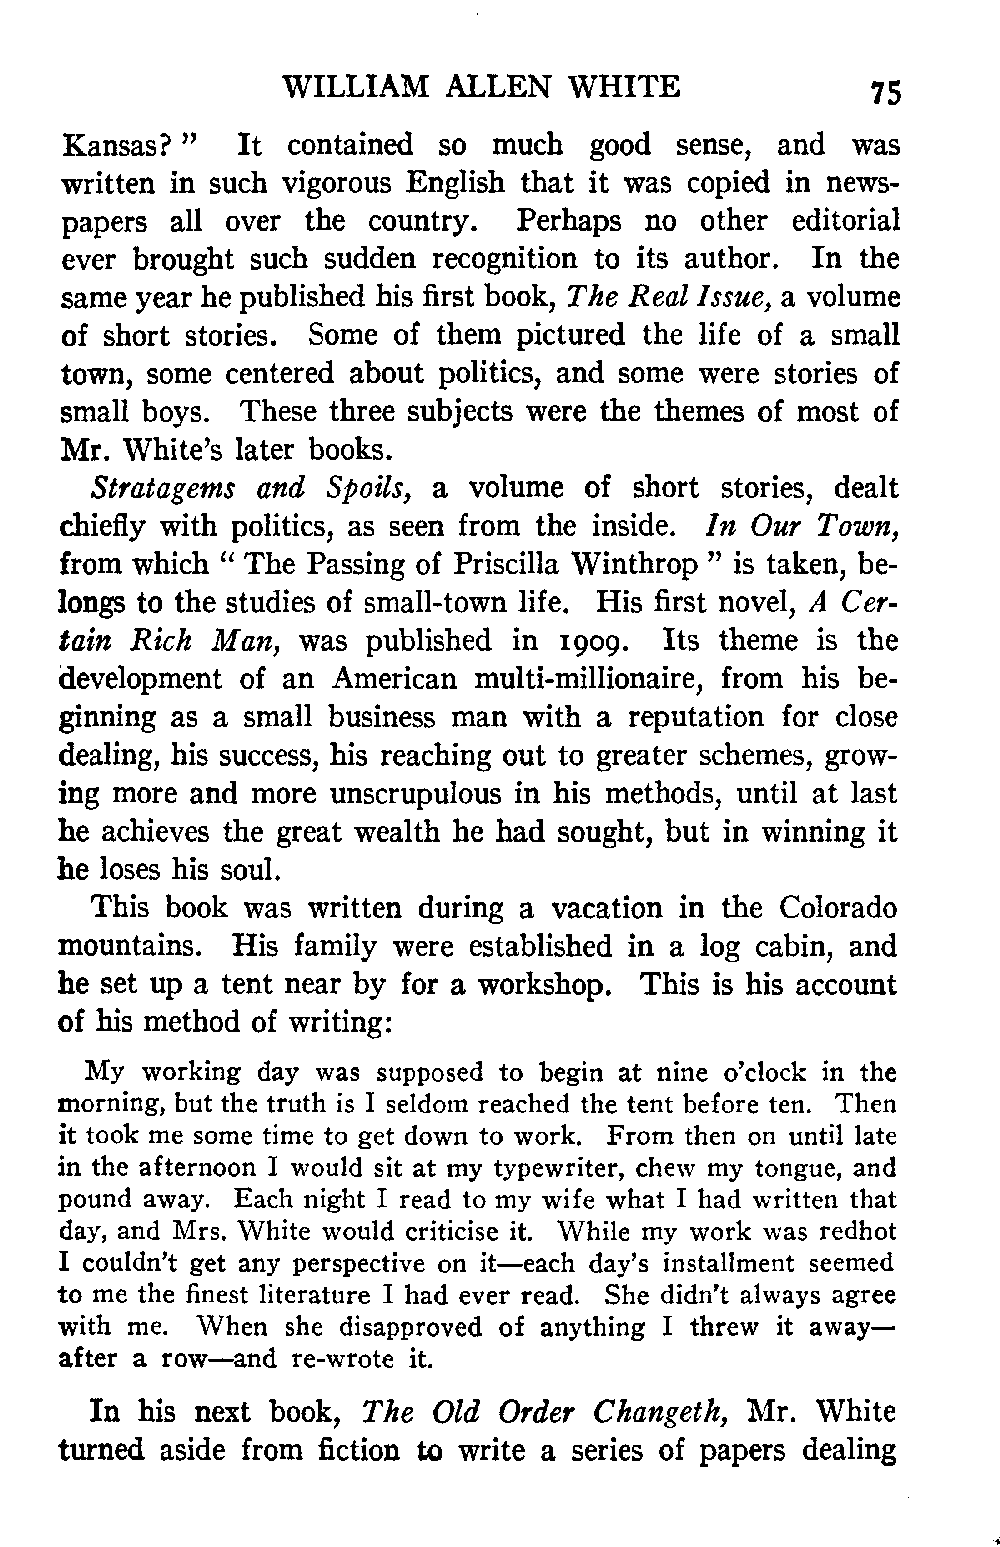 WILLIAM ALLEN WHITE 75
Kansas? ” It contained so much good sense, and was
written in such vigorous English that it was copied in news-
papers all over the country. Perhaps no other editorial
ever brought such sudden recognition to its author. In the
same year he published his first book, The Real Issue, a volume
of short stories. Some of them pictured the life of a small
town, some centered about politics, and some were stories of
small boys. These three subjects were the themes of most of
Mr. White’s later books.
Stratagems and Spoils, a volume of short stories, dealt
chiefly with politics, as seen from the inside. In Our Town,
from which “ The Passing of Priscilla Winthrop ” is taken, be-
longs to the studies of small-town life. His first novel, A Cer-
tain Rich Man, was published in 1909. Its theme is the
development of an American multi-millionaire, from his be-
ginning as a small business man with a reputation for close
dealing, his success, his reaching out to greater schemes, grow-
ing more and more unscrupulous in his methods, until at last
he achieves the great wealth he had sought, but in winning it
he loses his soul.
This book was written during a vacation in the Colorado
mountains. His family were established in a log cabin, and
he set up a tent near by for a workshop. This is his account
of his method of writing:
My working day was supposed to begin at nine o’clock in the
morning, but the truth is I seldom reached the tent before ten. Then
it took me some time to get down to work. From then on until late
in the afternoon I would sit at my typewriter, chew my tongue, and
pound away. Each night I read to my wife what I had written that
day, and Mrs. White would criticise it. While my work was redhot
I couldn’t get any perspective on it—each day’s installment seemed
to me the finest literature I had ever read. She didn’t always agree
with me. When she disapproved of anything I threw it away—
after a row—and re-wrote it.
In his next book, The Old Order Changeth, Mr. White
turned aside from fiction to write a series of papers dealing